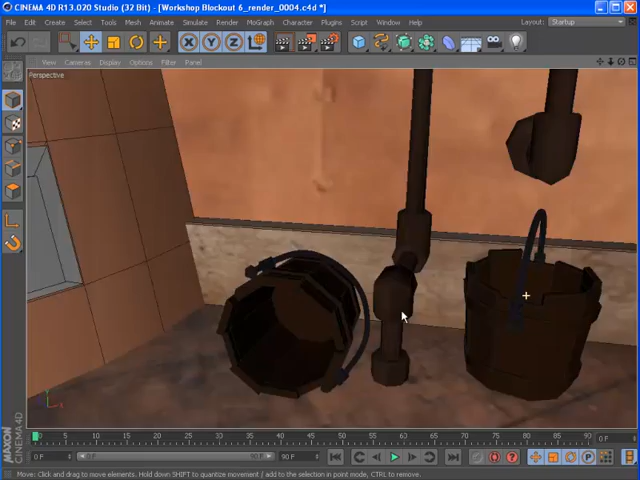 CINEMA 4D R13.020 Studio (32 Bit) - [Workshop Blockout 6_render_0004.c4d *]
File Edit Create Select Tools Mesh Animate Simulate Render MoGraph Character Plugins Script Window Help Layout: Startup
X Y Z
View Cameras Display Options Filter Panel
Perspective
0 5 10 15 20 25 30 35 40 45 50 55 60 65 70 75 80 85 90 0 F
0 F 0 F 90 F 90 F
MAXON CINEMA 4D
Move: Click and drag to move elements. Hold down SHIFT to quantize movement / add to the selection in point mode, CTRL to remove.